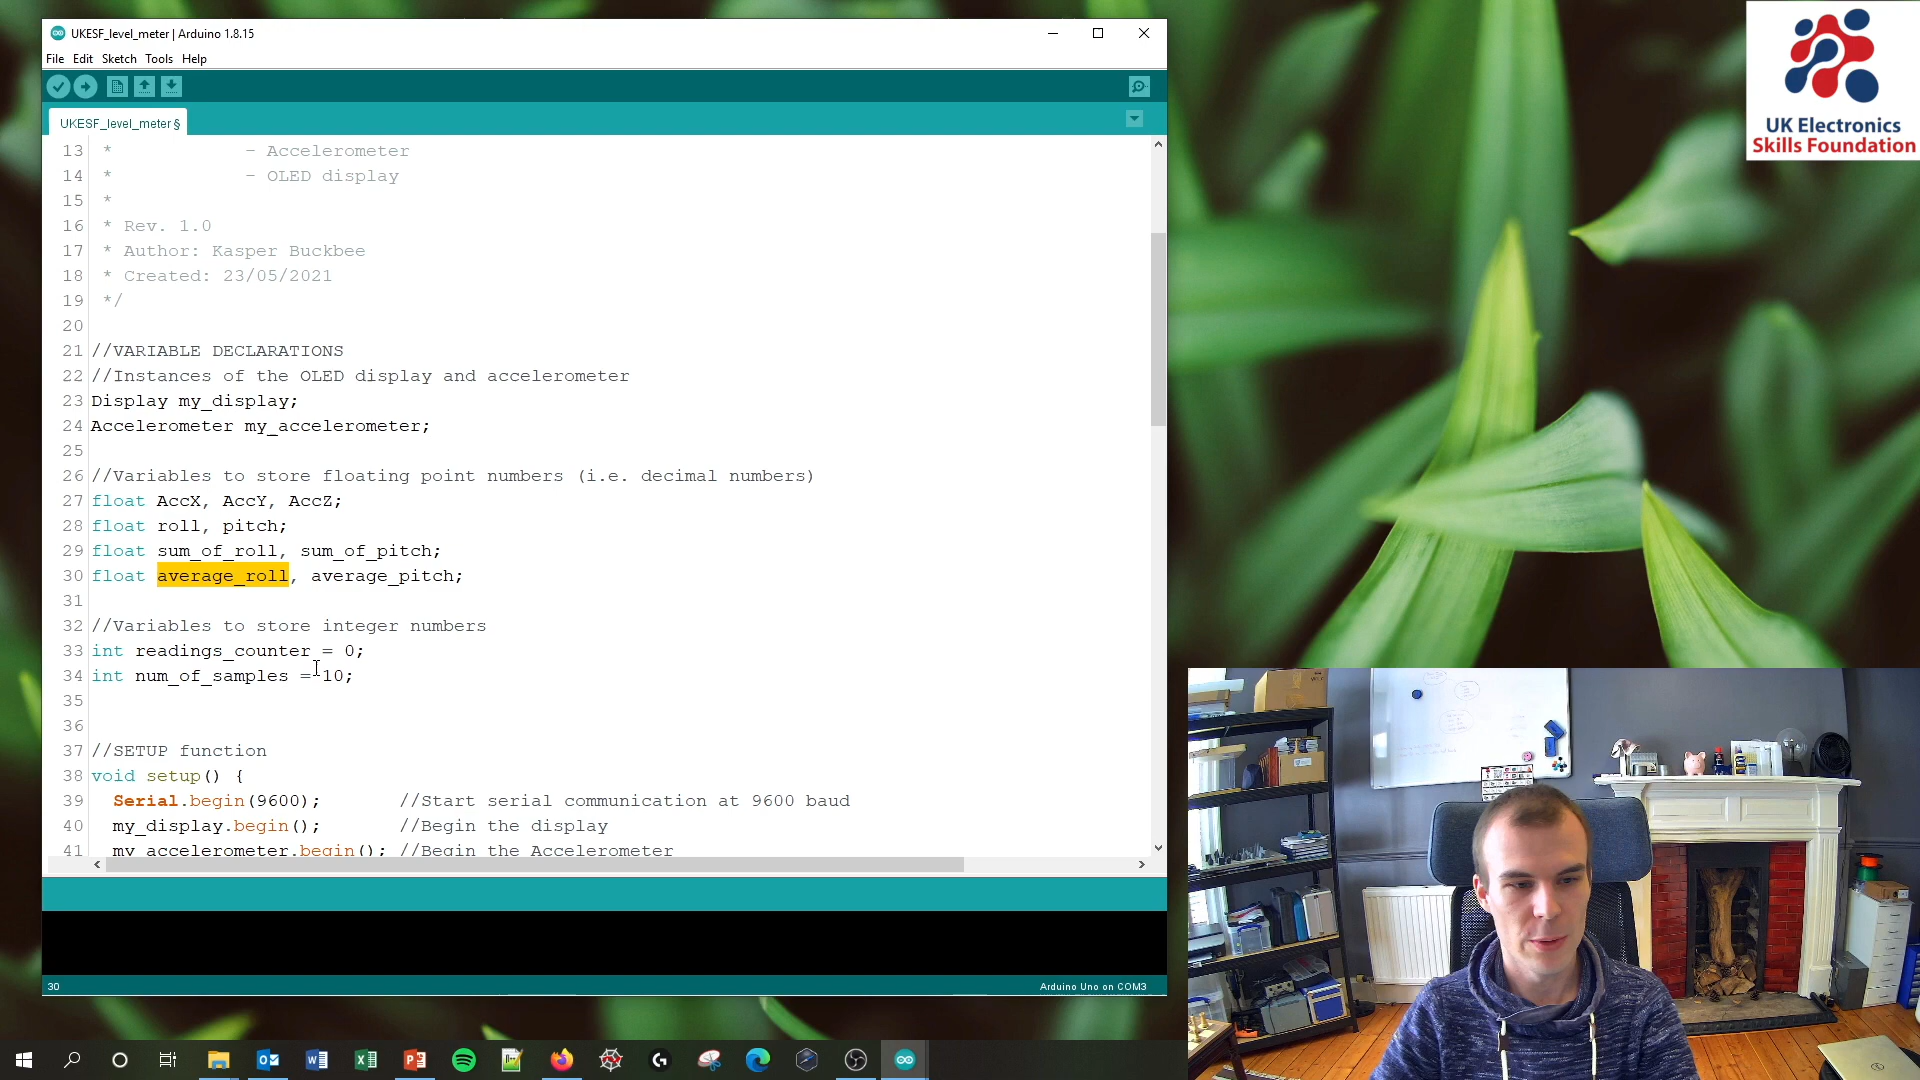 UKESF_level_meter | Arduino 1.8.15
File Edit Sketch Tools Help
UKESF_level_meter §
13 * - Accelerometer
14 * - OLED display
15 *
16 * Rev. 1.0
17 * Author: Kasper Buckbee
18 * Created: 23/05/2021
19 */
20
21 //VARIABLE DECLARATIONS
22 //Instances of the OLED display and accelerometer
23 Display my_display;
24 Accelerometer my_accelerometer;
25
26 //Variables to store floating point numbers (i.e. decimal numbers)
27 float AccX, AccY, AccZ;
28 float roll, pitch;
29 float sum_of_roll, sum_of_pitch;
30 float average_roll, average_pitch;
31
32 //Variables to store integer numbers
33 int readings_counter = 0;
34 int num_of_samples = 10;
35
36
37 //SETUP function
38 void setup() {
39 Serial.begin(9600); //Start serial communication at 9600 baud
40 my_display.begin(); //Begin the display
41 my_accelerometer.begin(); //Begin the Accelerometer
30
Arduino Uno on COM3
UK Electronics
Skills Foundation